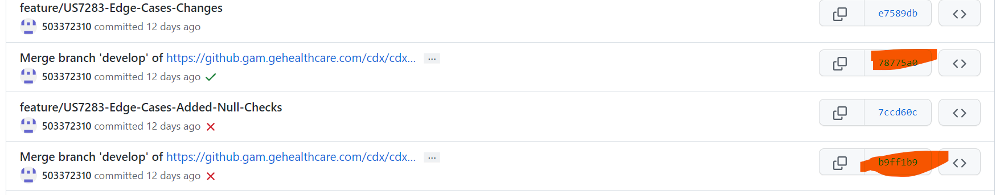 feature/US7283-Edge-Cases-Changes
503372310 committed 12 days ago
e7589db
Merge branch 'develop' of https://github.gam.gehealthcare.com/cdx/cdx... ...
503372310 committed 12 days ago
78775a0
feature/US7283-Edge-Cases-Added-Null-Checks
503372310 committed 12 days ago
7ccd60c
Merge branch 'develop' of https://github.gam.gehealthcare.com/cdx/cdx... ...
503372310 committed 12 days ago
b9ff1b9